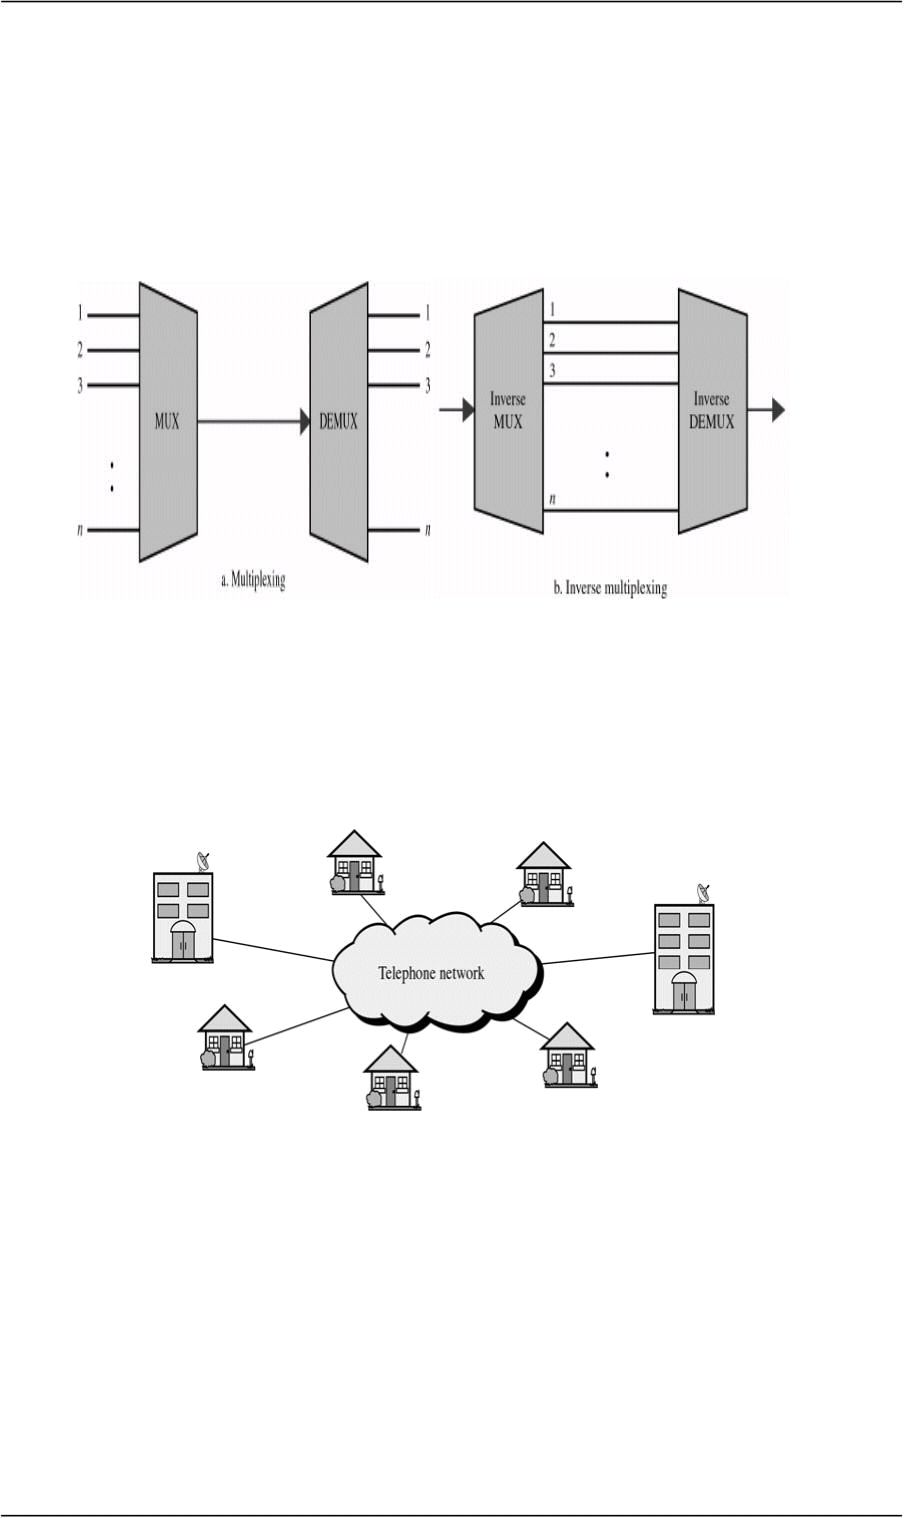 1
2
3
n
MUX
DEMUX
1
2
3
n
a. Multiplexing
Inverse
MUX
1
2
3
n
Inverse
DEMUX
b. Inverse multiplexing
Telephone network